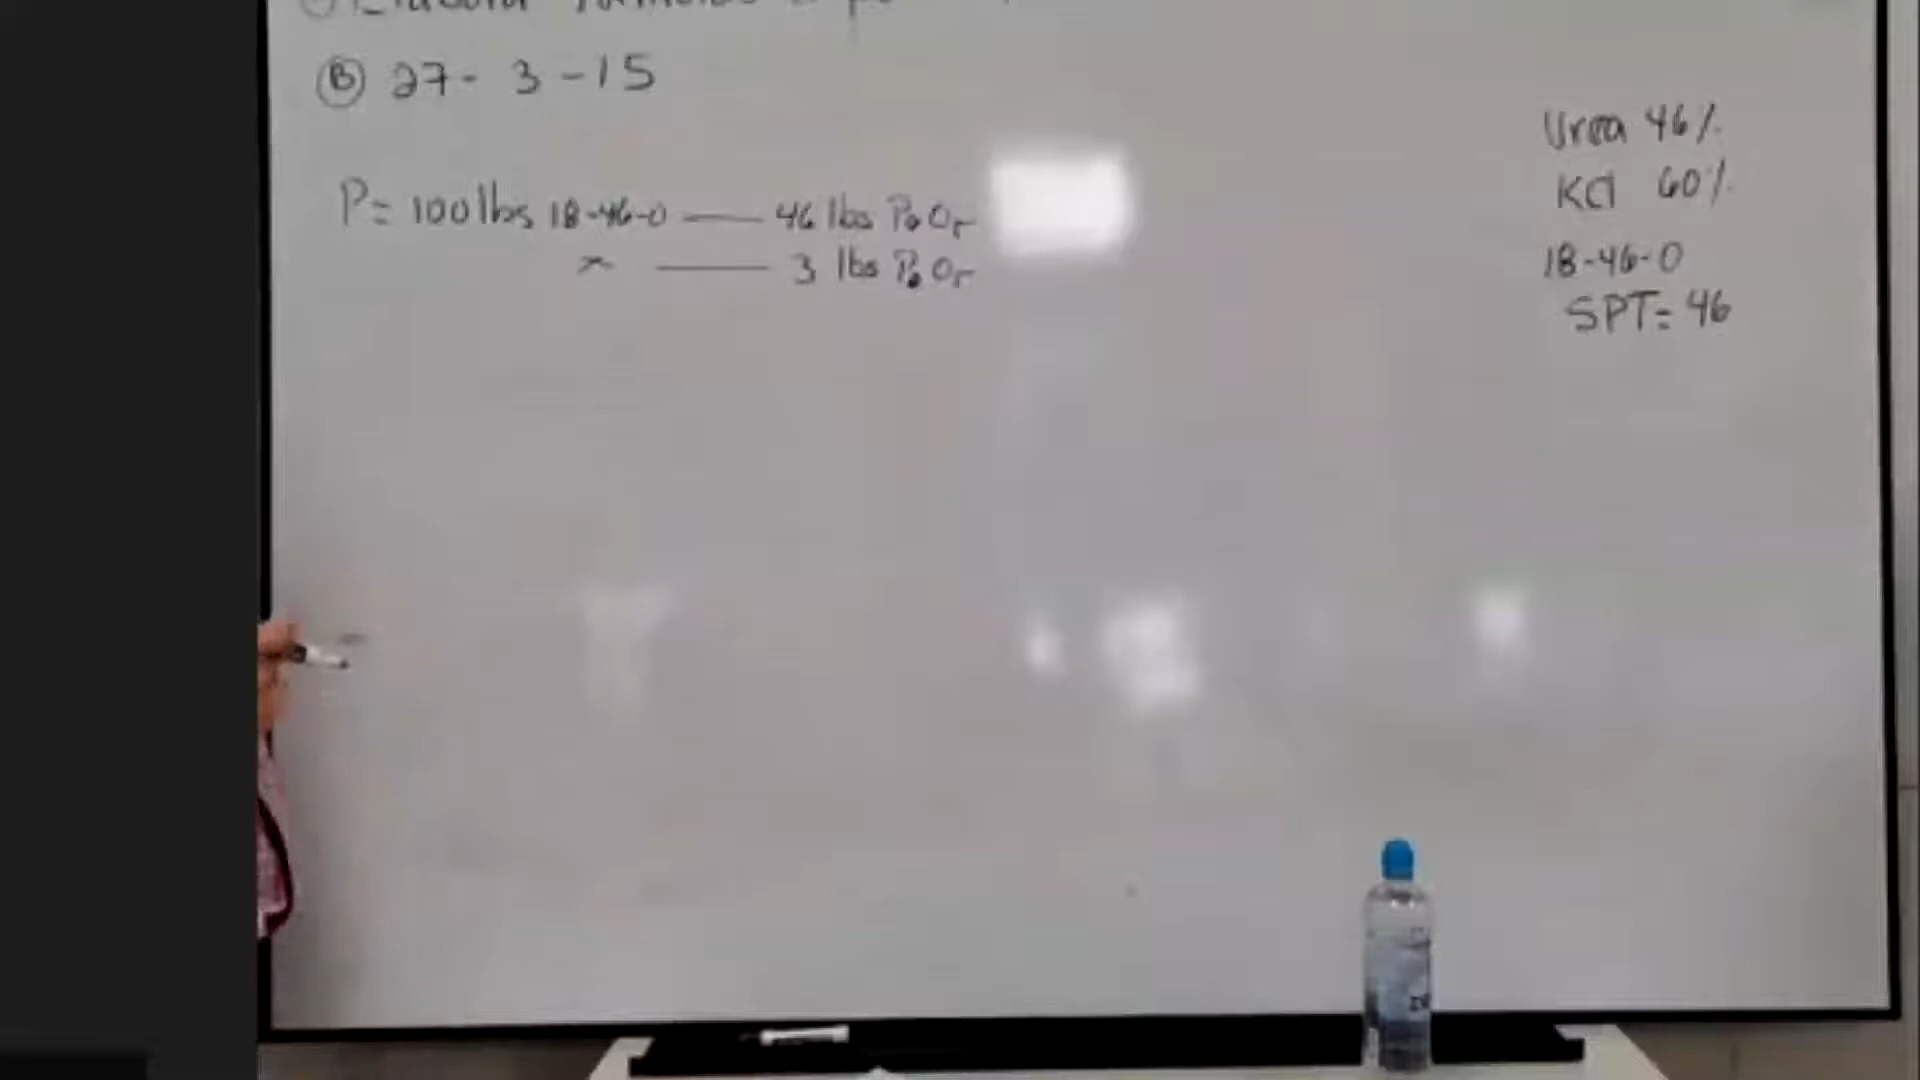 B 27- 3 -15
P= 100 lbs 18-46-0 —— 46 lbs P2O5
x —— 3 lbs P2O5
Urea 46%
KCl 60%
18-46-0
SPT= 46